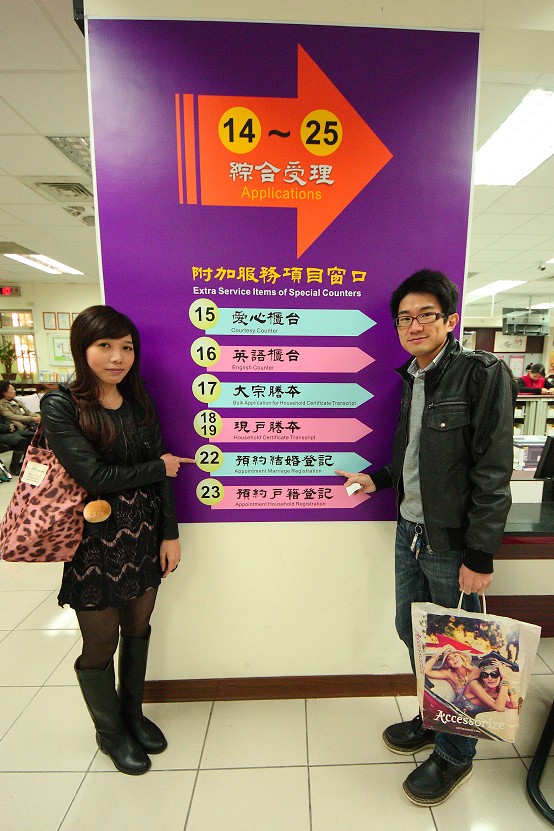 14 ~ 25
綜合受理
Applications
附加服務項目窗口
Extra Service Items of Special Counters
15 愛心櫃台
Courtesy Counter
16 英語櫃台
English Counter
17 大宗謄本
Bulk Application for Household Certificate Transcript
18
19
現戶謄本
Household Certificate Transcript
22 預約結婚登記
Appointment Marriage Registration
23 預約戶籍登記
Appointment Household Registration
Accessorize